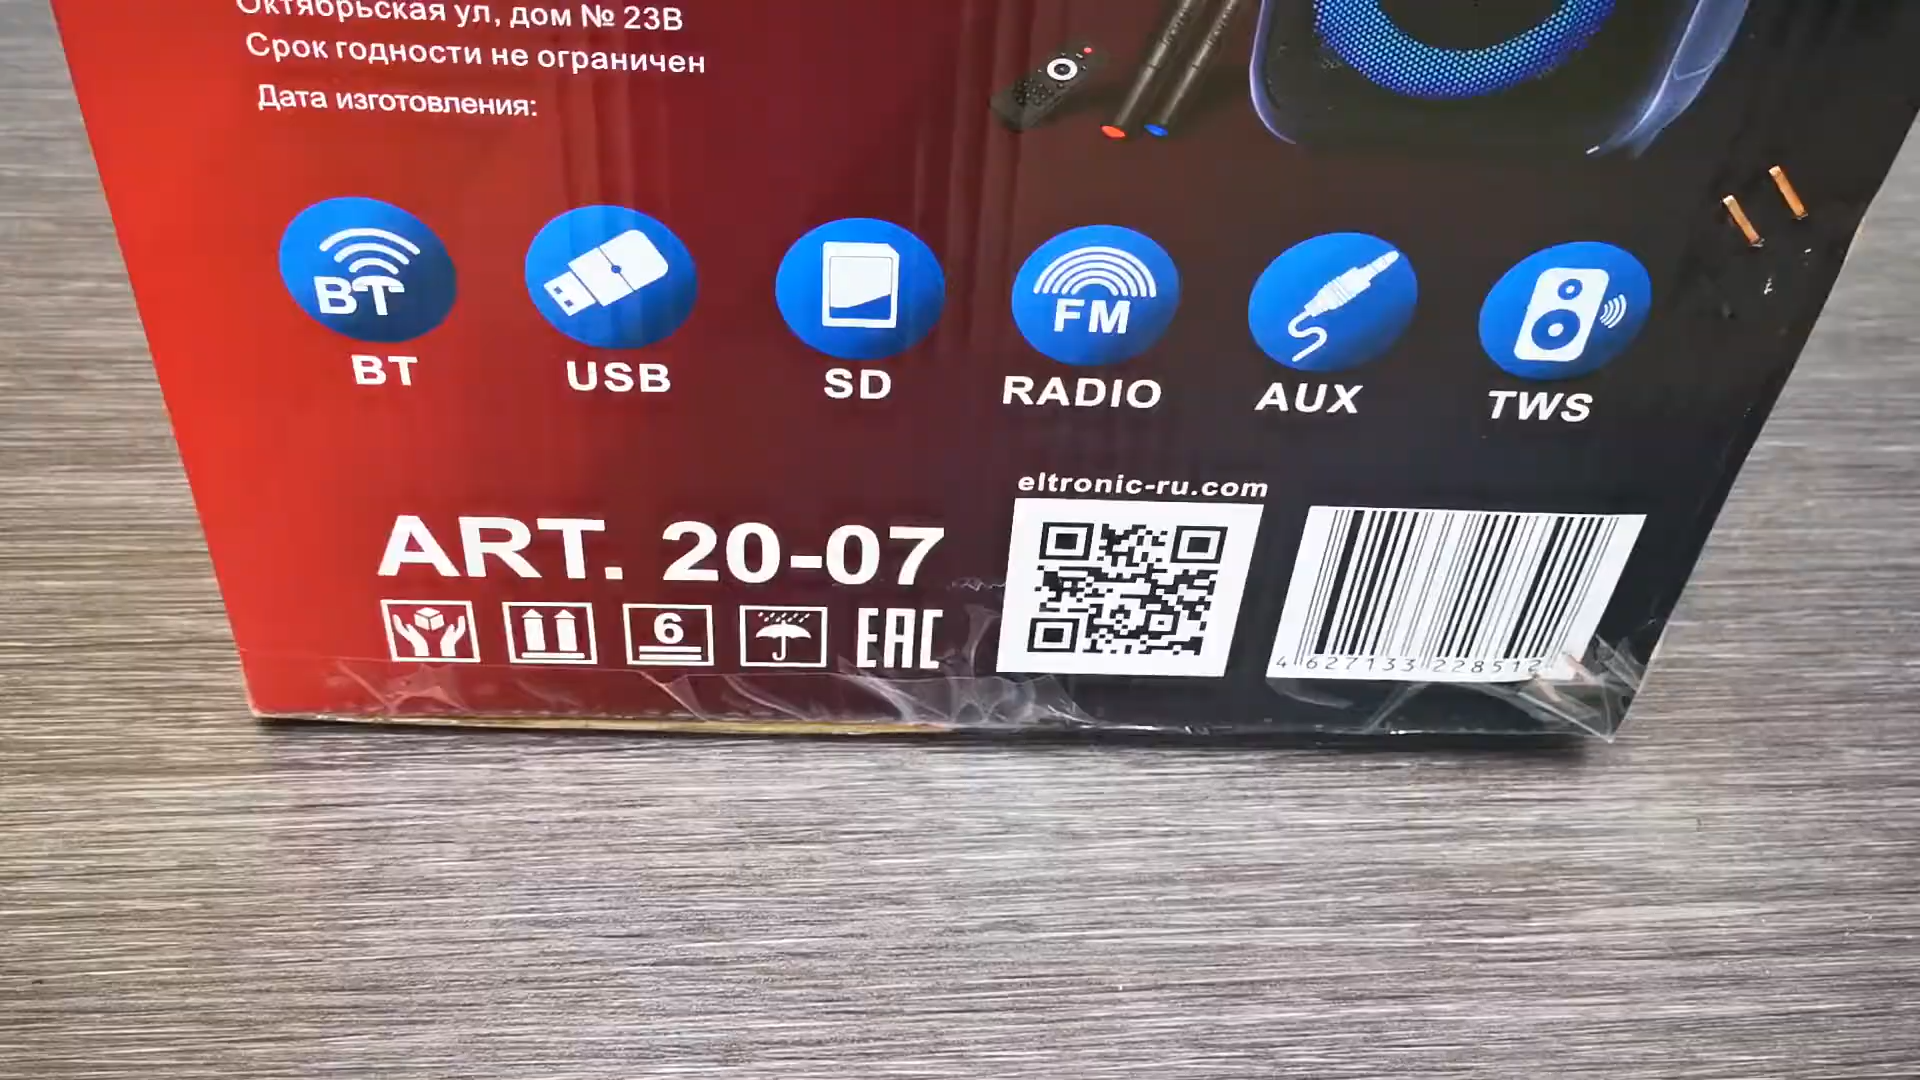 Октябрьская ул, дом № 23В
Срок годности не ограничен
Дата изготовления:
BT
FM
BT
USB
SD
RADIO
AUX
TWS
eltronic-ru.com
ART. 20-07
6
EAC
4 627133 228512